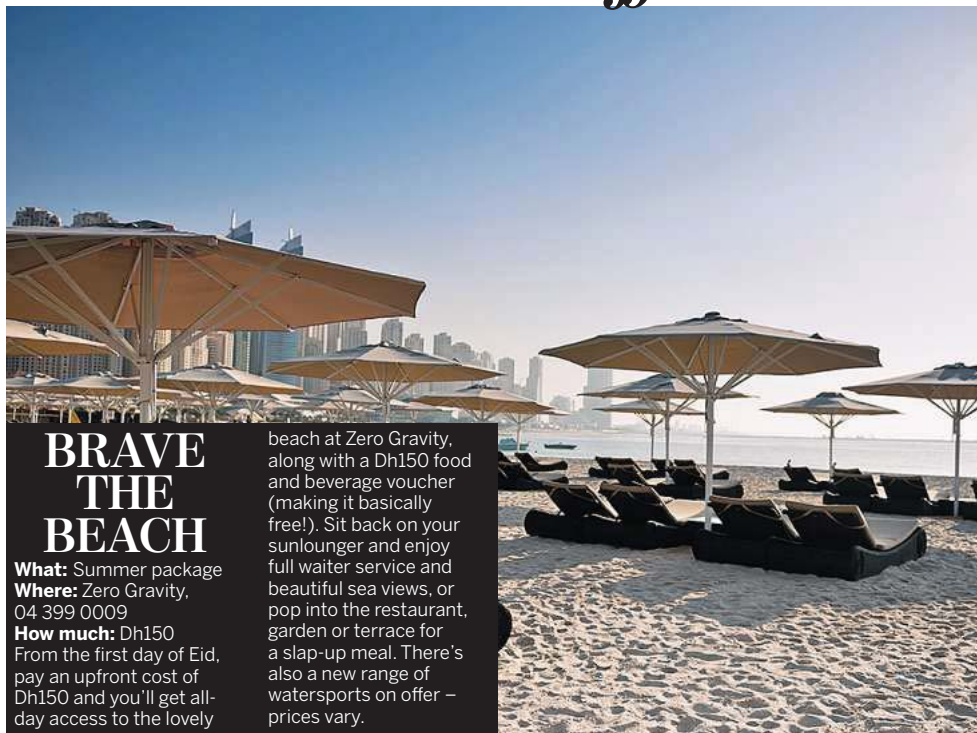 BRAVE
THE
BEACH
What: Summer package
Where: Zero Gravity,
04 399 0009
How much: Dh150
From the first day of Eid,
pay an upfront cost of
Dh150 and you'll get all-
day access to the lovely
beach at Zero Gravity,
along with a Dh150 food
and beverage voucher
(making it basically
free!). Sit back on your
sunlounger and enjoy
full waiter service and
beautiful sea views, or
pop into the restaurant,
garden or terrace for
a slap-up meal. There's
also a new range of
watersports on offer –
prices vary.